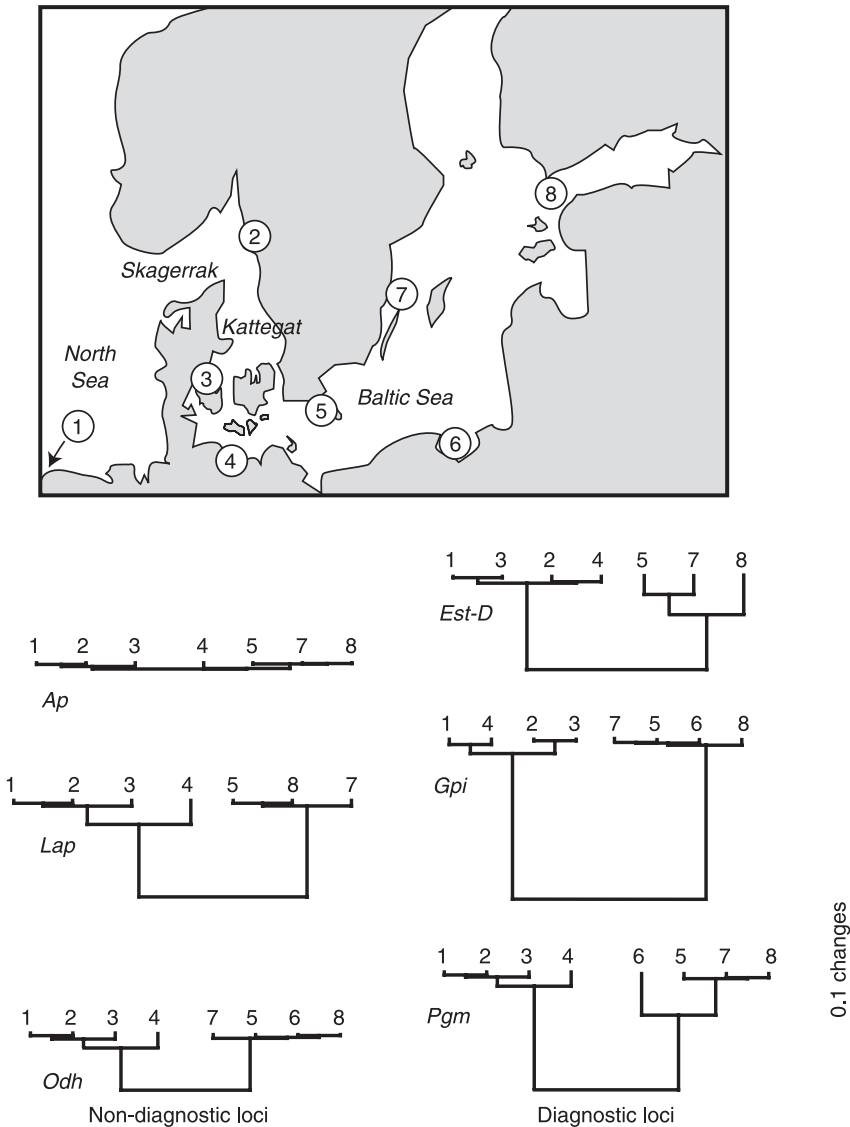 2
8
Skagerrak
7
Kattegat
North
Sea
3
Baltic Sea
5
1
6
4
1 3 2 4 5 7 8
Est-D
1 2 3 4 5 7 8
Ap
1 4 2 3 7 5 6 8
Gpi
1 2 3 4 5 8 7
Lap
1 2 3 4 6 5 7 8
Pgm
1 2 3 4 7 5 6 8
Odh
0.1 changes
Non-diagnostic loci
Diagnostic loci